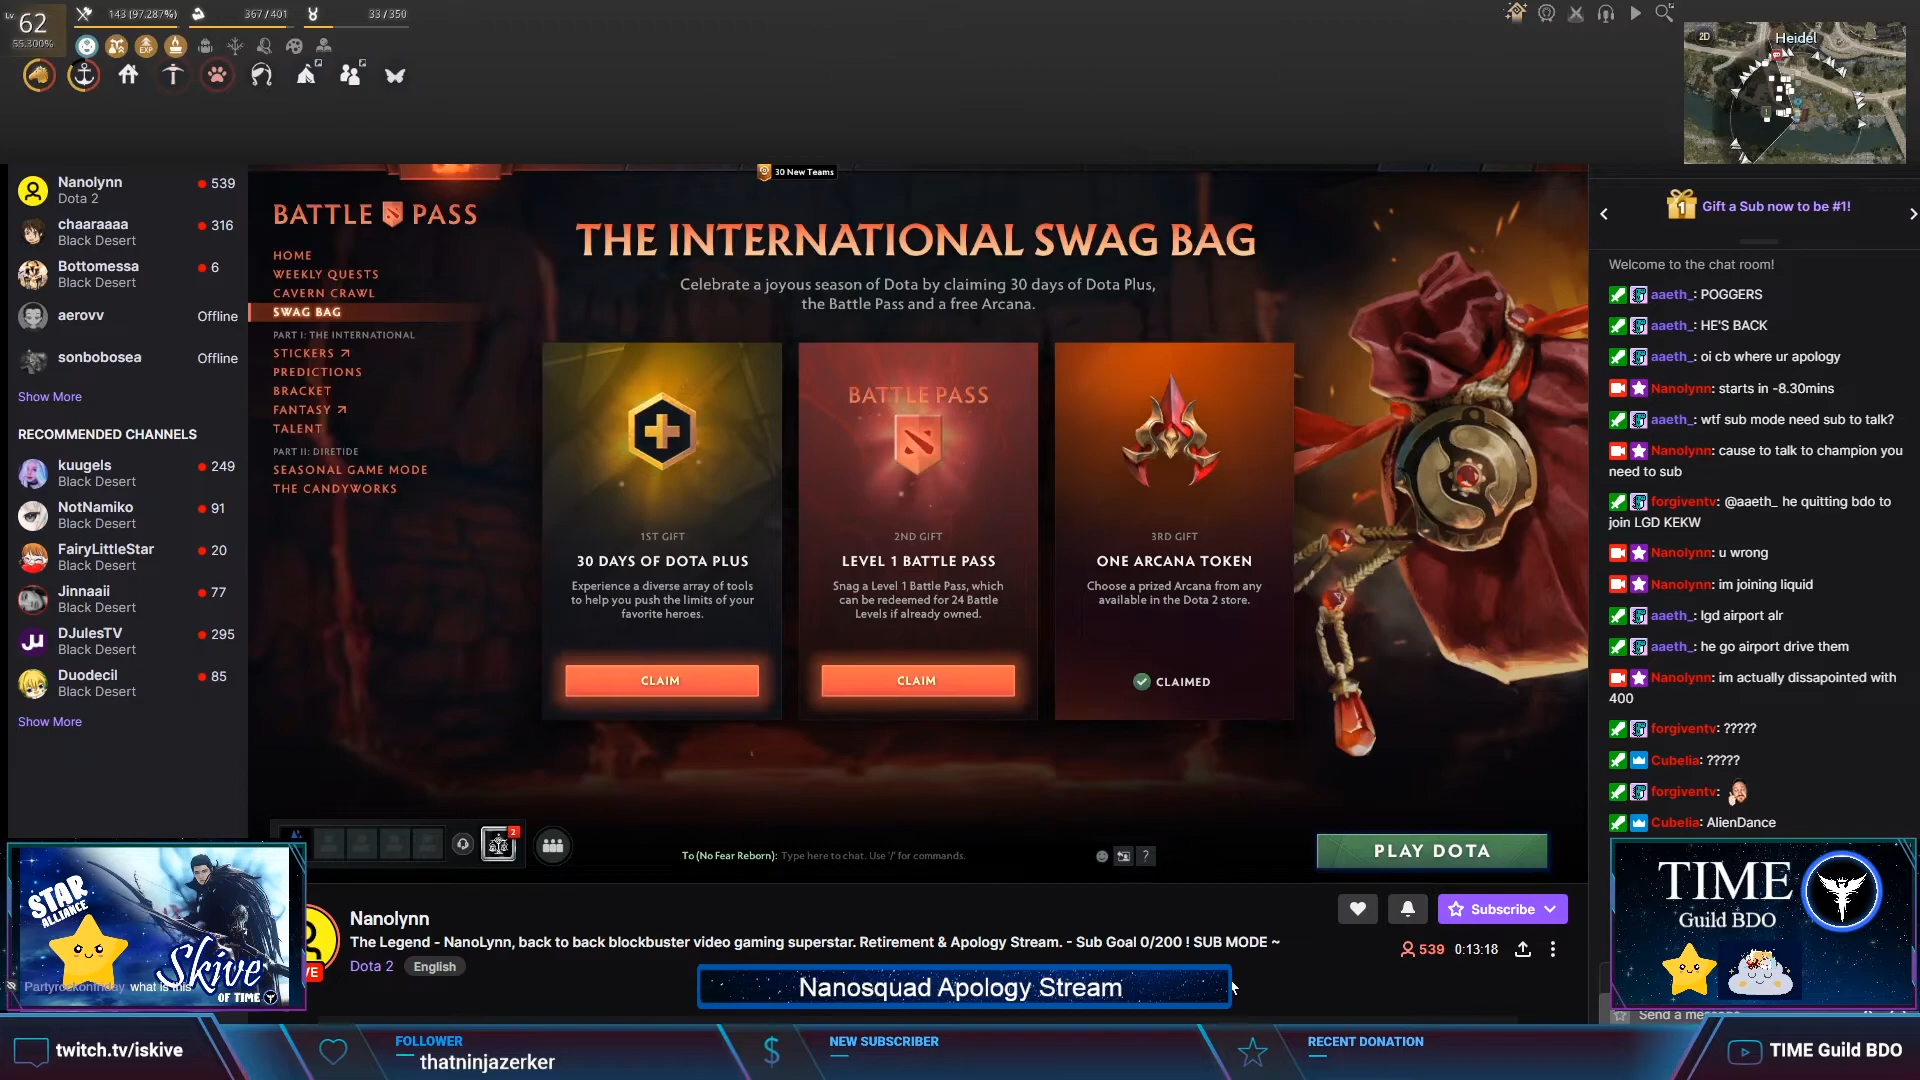 Lv 62
55.300%
143 (97.287%)
367 / 401
33 / 350
EXP
2D
Heidel
Nanolynn
539
Dota 2
chaaraaaa
316
Black Desert
Bottomessa
6
Black Desert
aerovv
Offline
sonbobosea
Offline
Show More
RECOMMENDED CHANNELS
kuugels
249
Black Desert
NotNamiko
91
Black Desert
FairyLittleStar
20
Black Desert
Jinnaaii
77
Black Desert
DJulesTV
295
Black Desert
Duodecil
85
Black Desert
Show More
BATTLE PASS
HOME
WEEKLY QUESTS
CAVERN CRAWL
SWAG BAG
PART I: THE INTERNATIONAL
STICKERS
PREDICTIONS
BRACKET
FANTASY
TALENT
PART II: DIRETIDE
SEASONAL GAME MODE
THE CANDYWORKS
30 New Teams
THE INTERNATIONAL SWAG BAG
Celebrate a joyous season of Dota by claiming 30 days of Dota Plus,
the Battle Pass and a free Arcana.
1ST GIFT
30 DAYS OF DOTA PLUS
Experience a diverse array of tools
to help you push the limits of your
favorite heroes.
CLAIM
BATTLE PASS
2ND GIFT
LEVEL 1 BATTLE PASS
Snag a Level 1 Battle Pass, which
can be redeemed for 24 Battle
Levels if already owned.
CLAIM
3RD GIFT
ONE ARCANA TOKEN
Choose a prized Arcana from any
available in the Dota 2 store.
CLAIMED
2
To (No Fear Reborn): Type here to chat. Use '/' for commands.
?
PLAY DOTA
1 Gift a Sub now to be #1!
Welcome to the chat room!
aaeth_: POGGERS
aaeth_: HE'S BACK
aaeth_: oi cb where ur apology
Nanolynn: starts in -8.30mins
aaeth_: wtf sub mode need sub to talk?
Nanolynn: cause to talk to champion you
need to sub
forgiventv: @aaeth_ he quitting bdo to
join LGD KEKW
Nanolynn: u wrong
Nanolynn: im joining liquid
aaeth_: lgd airport alr
aaeth_: he go airport drive them
Nanolynn: im actually dissapointed with
400
forgiventv: ?????
Cubelia: ?????
forgiventv:
Cubelia: AlienDance
Nanolynn
The Legend - NanoLynn, back to back blockbuster video gaming superstar. Retirement & Apology Stream. - Sub Goal 0/200 ! SUB MODE ~
Dota 2
English
Subscribe
539
0:13:18
Nanosquad Apology Stream
STAR
ALLIANCE
Skive
OF TIME
Partyrockonfriday what is this
TIME
Guild BDO
Send a message
twitch.tv/iskive
FOLLOWER
thatninjazerker
NEW SUBSCRIBER
RECENT DONATION
TIME Guild BDO